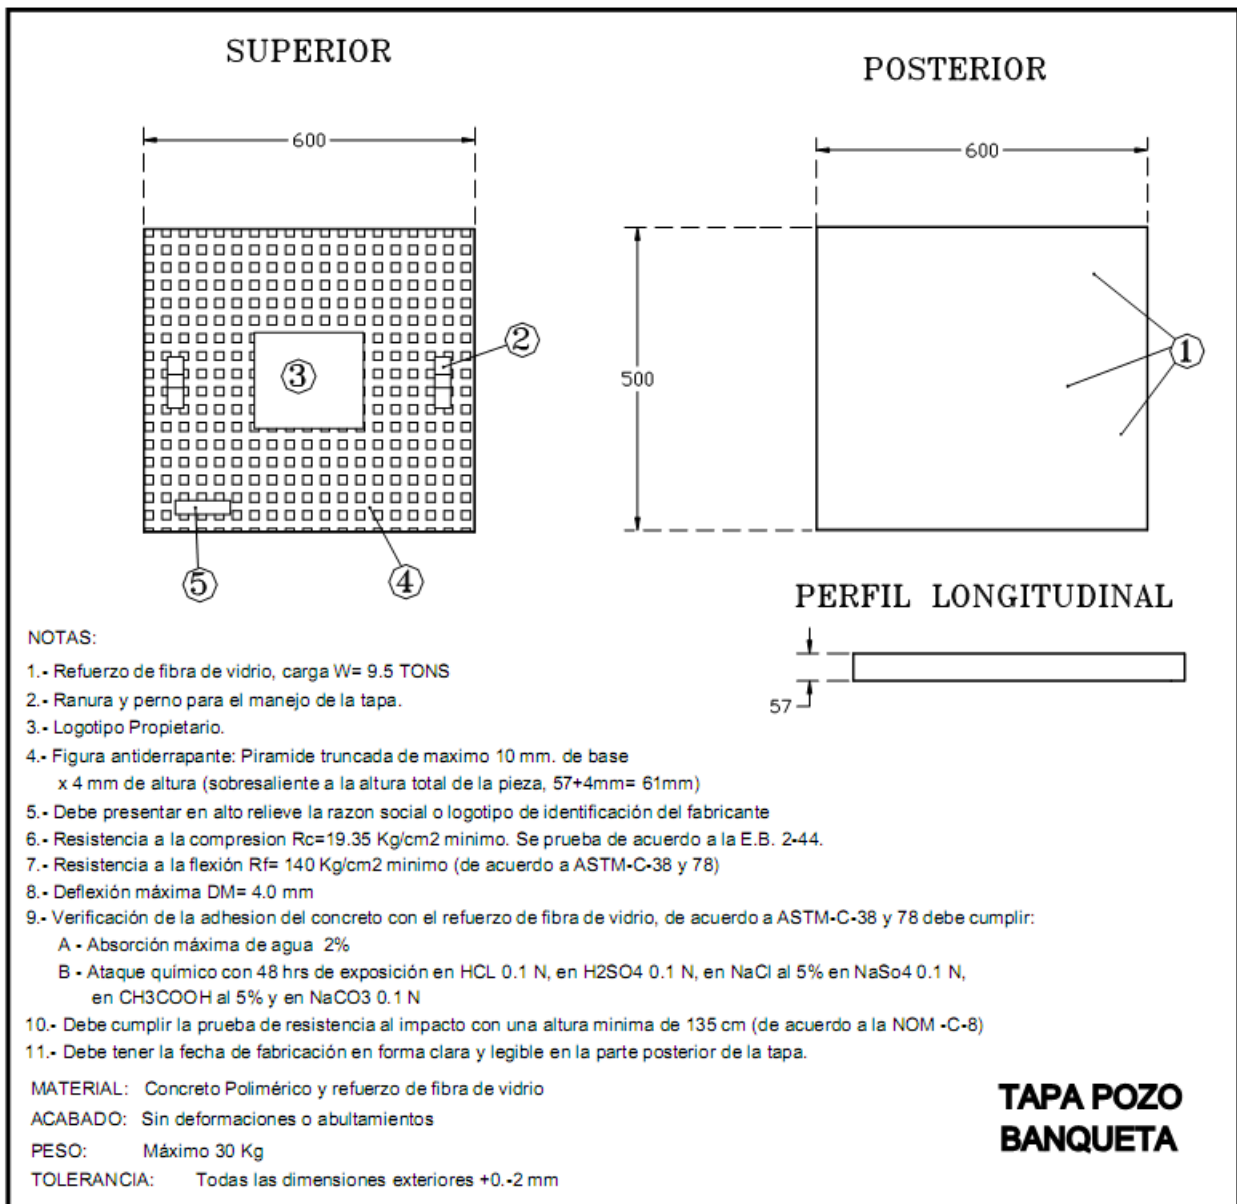 SUPERIOR
POSTERIOR
600
600
500
2
3
1
5
4
PERFIL LONGITUDINAL
57
NOTAS:
1.- Refuerzo de fibra de vidrio, carga W= 9.5 TONS
2.- Ranura y perno para el manejo de la tapa.
3.- Logotipo Propietario.
4.- Figura antiderrapante: Piramide truncada de maximo 10 mm. de base
x 4 mm de altura (sobresaliente a la altura total de la pieza, 57+4mm= 61mm)
5.- Debe presentar en alto relieve la razon social o logotipo de identificación del fabricante
6.- Resistencia a la compresion Rc=19.35 Kg/cm2 minimo. Se prueba de acuerdo a la E.B. 2-44.
7.- Resistencia a la flexión Rf= 140 Kg/cm2 minimo (de acuerdo a ASTM-C-38 y 78)
8.- Deflexión máxima DM= 4.0 mm
9.- Verificación de la adhesion del concreto con el refuerzo de fibra de vidrio, de acuerdo a ASTM-C-38 y 78 debe cumplir:
A - Absorción máxima de agua 2%
B - Ataque químico con 48 hrs de exposición en HCL 0.1 N, en H2SO4 0.1 N, en NaCl al 5% en NaSo4 0.1 N,
en CH3COOH al 5% y en NaCO3 0.1 N
10.- Debe cumplir la prueba de resistencia al impacto con una altura minima de 135 cm (de acuerdo a la NOM -C-8)
11.- Debe tener la fecha de fabricación en forma clara y legible en la parte posterior de la tapa.
MATERIAL: Concreto Polimérico y refuerzo de fibra de vidrio
ACABADO: Sin deformaciones o abultamientos
PESO: Máximo 30 Kg
TOLERANCIA: Todas las dimensiones exteriores +0.-2 mm
TAPA POZO
BANQUETA